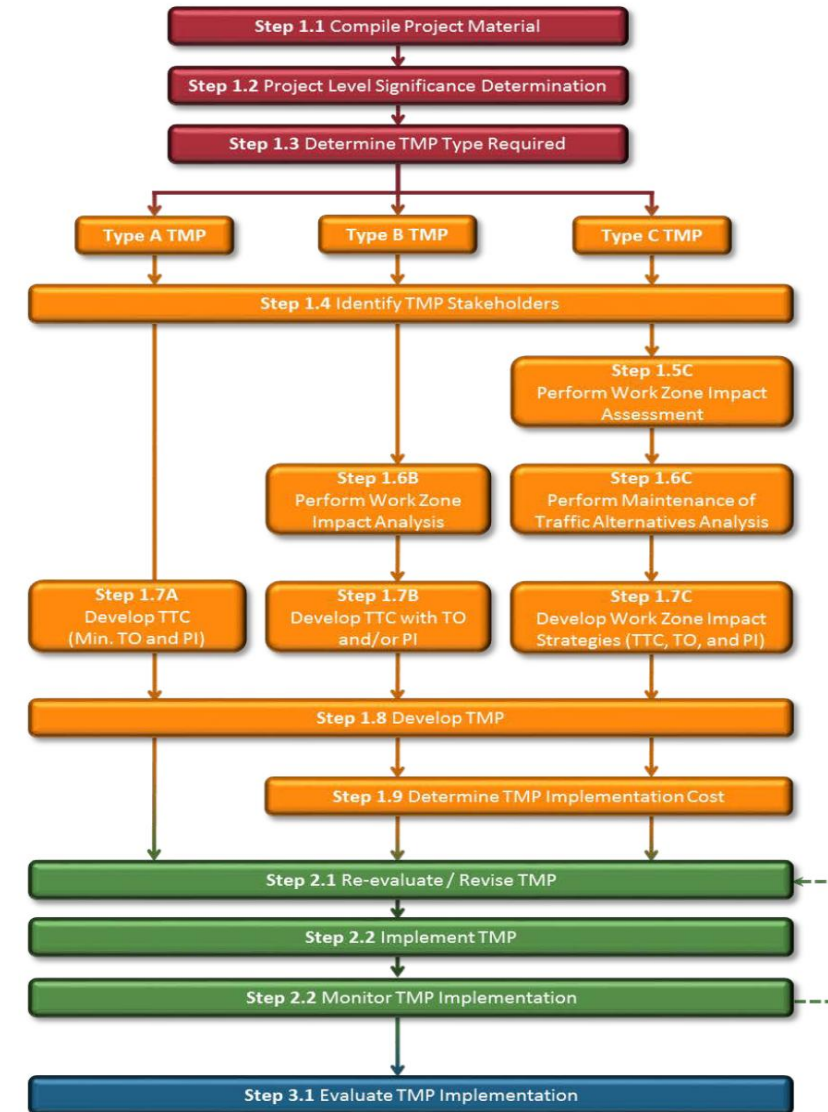 Step 1.1 Compile Project Material
Step 1.2 Project Level Significance Determination
Step 1.3 Determine TMP Type Required
Type A TMP
Type B TMP
Type C TMP
Step 1.4 Identify TMP Stakeholders
Step 1.5C
Perform Work Zone Impact
Assessment
Step 1.6B
Perform Work Zone
Impact Analysis
Step 1.6C
Perform Maintenance of
Traffic Alternatives Analysis
Step 1.7A
Develop TTC
(Min. TO and PI)
Step 1.7B
Develop TTC with TO
and/or PI
Step 1.7C
Develop Work Zone Impact
Strategies (TTC, TO, and PI)
Step 1.8 Develop TMP
Step 1.9 Determine TMP Implementation Cost
Step 2.1 Re-evaluate / Revise TMP
Step 2.2 Implement TMP
Step 2.2 Monitor TMP Implementation
Step 3.1 Evaluate TMP Implementation